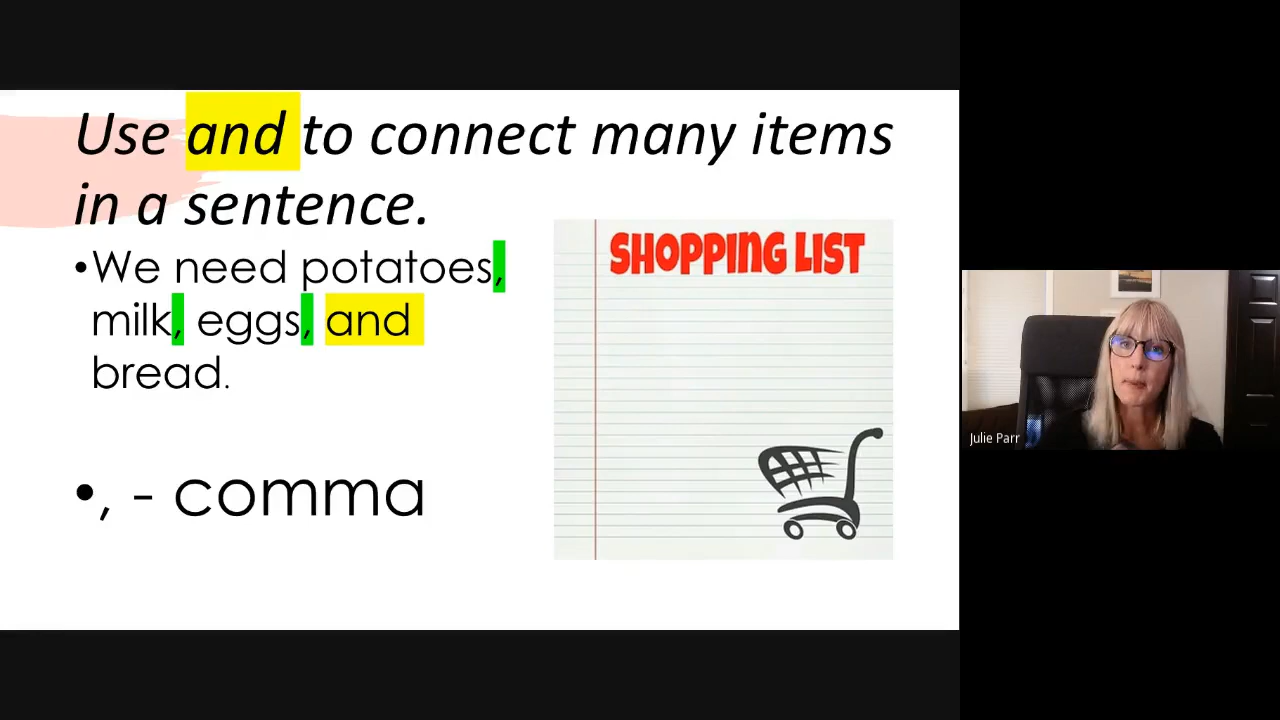 Use and to connect many items
in a sentence.
•We need potatoes,
milk, eggs, and
bread.
•, - comma
SHOPPING LIST
Julie Parr